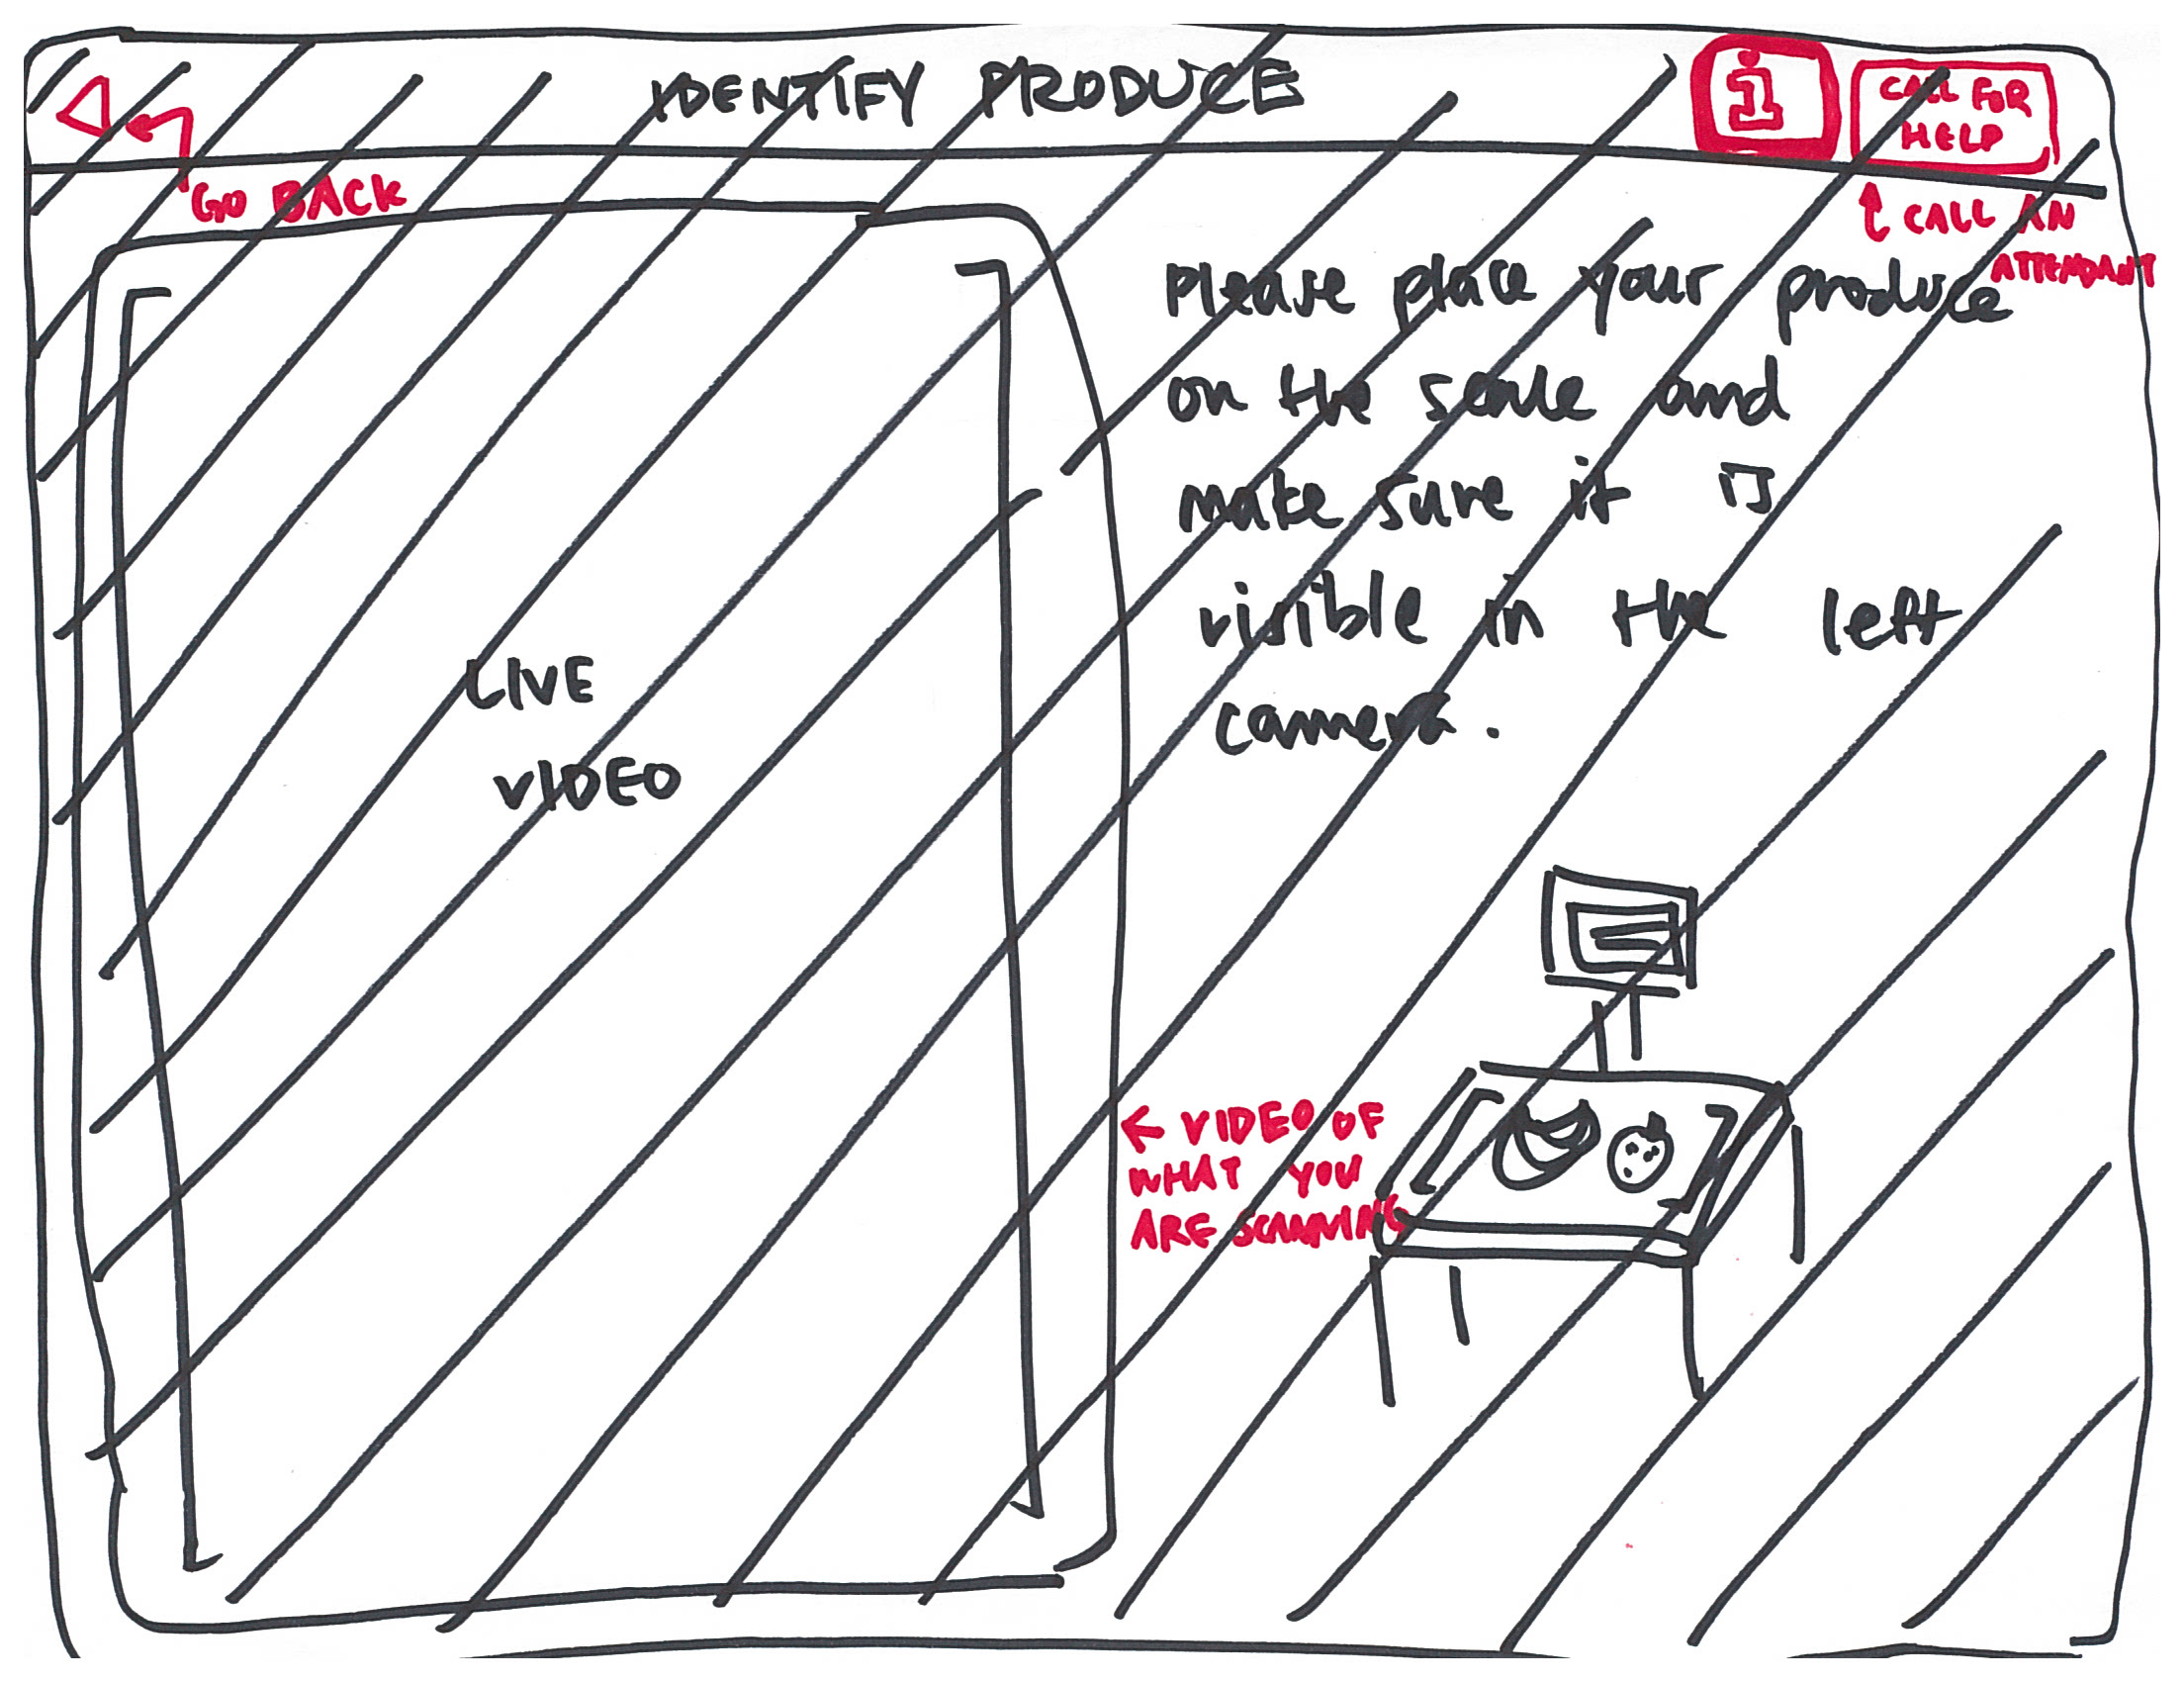 IDENTIFY PRODUCE
i
CALL FOR
HELP
GO BACK
CALL AN
ATTENDANT
Please place your produce
on the scale and
make sure it is
visible in the left
camera.
LIVE
VIDEO
← VIDEO OF
WHAT YOU
ARE SCANNING